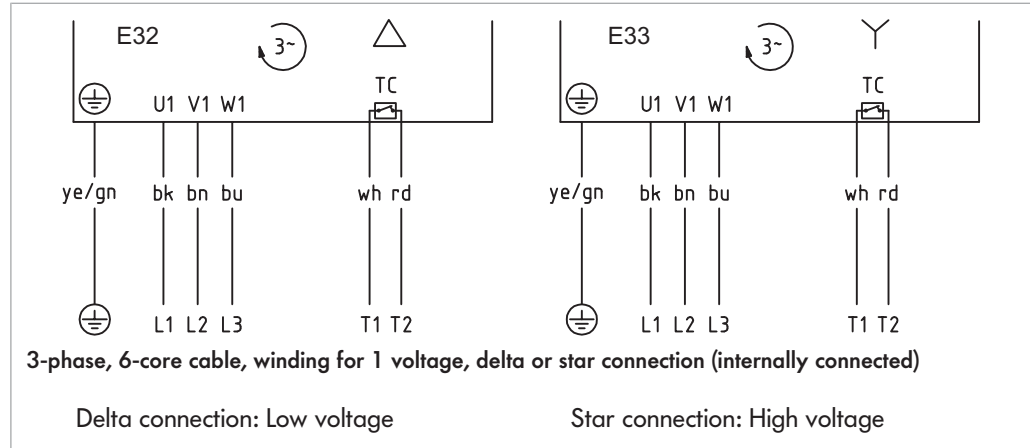 E32 3~ △
TC
U1 V1 W1
ye/gn bk bn bu wh rd
L1 L2 L3 T1 T2
E33 3~ Y
TC
U1 V1 W1
ye/gn bk bn bu wh rd
L1 L2 L3 T1 T2
3-phase, 6-core cable, winding for 1 voltage, delta or star connection (internally connected)
Delta connection: Low voltage
Star connection: High voltage